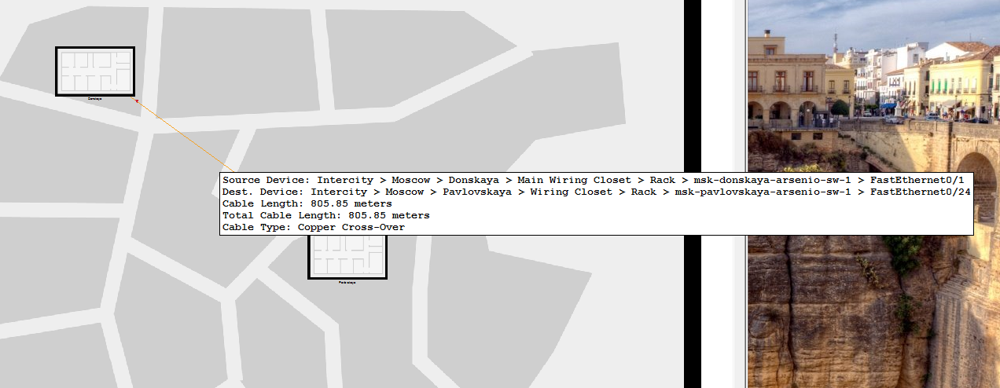 Donskaya
Source Device: Intercity > Moscow > Donskaya > Main Wiring Closet > Rack > msk-donskaya-arsenio-sw-1 > FastEthernet0/1
Dest. Device: Intercity > Moscow > Pavlovskaya > Wiring Closet > Rack > msk-pavlovskaya-arsenio-sw-1 > FastEthernet0/24
Cable Length: 805.85 meters
Total Cable Length: 805.85 meters
Cable Type: Copper Cross-Over